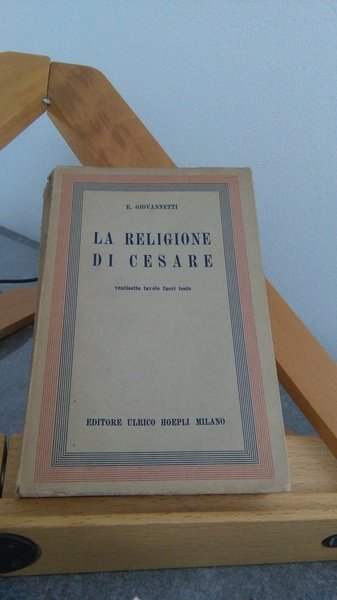 E. GIOVANNETTI
LA RELIGIONE
DI CESARE
ventisette tavole fuori testo
EDITORE ULRICO HOEPLI MILANO